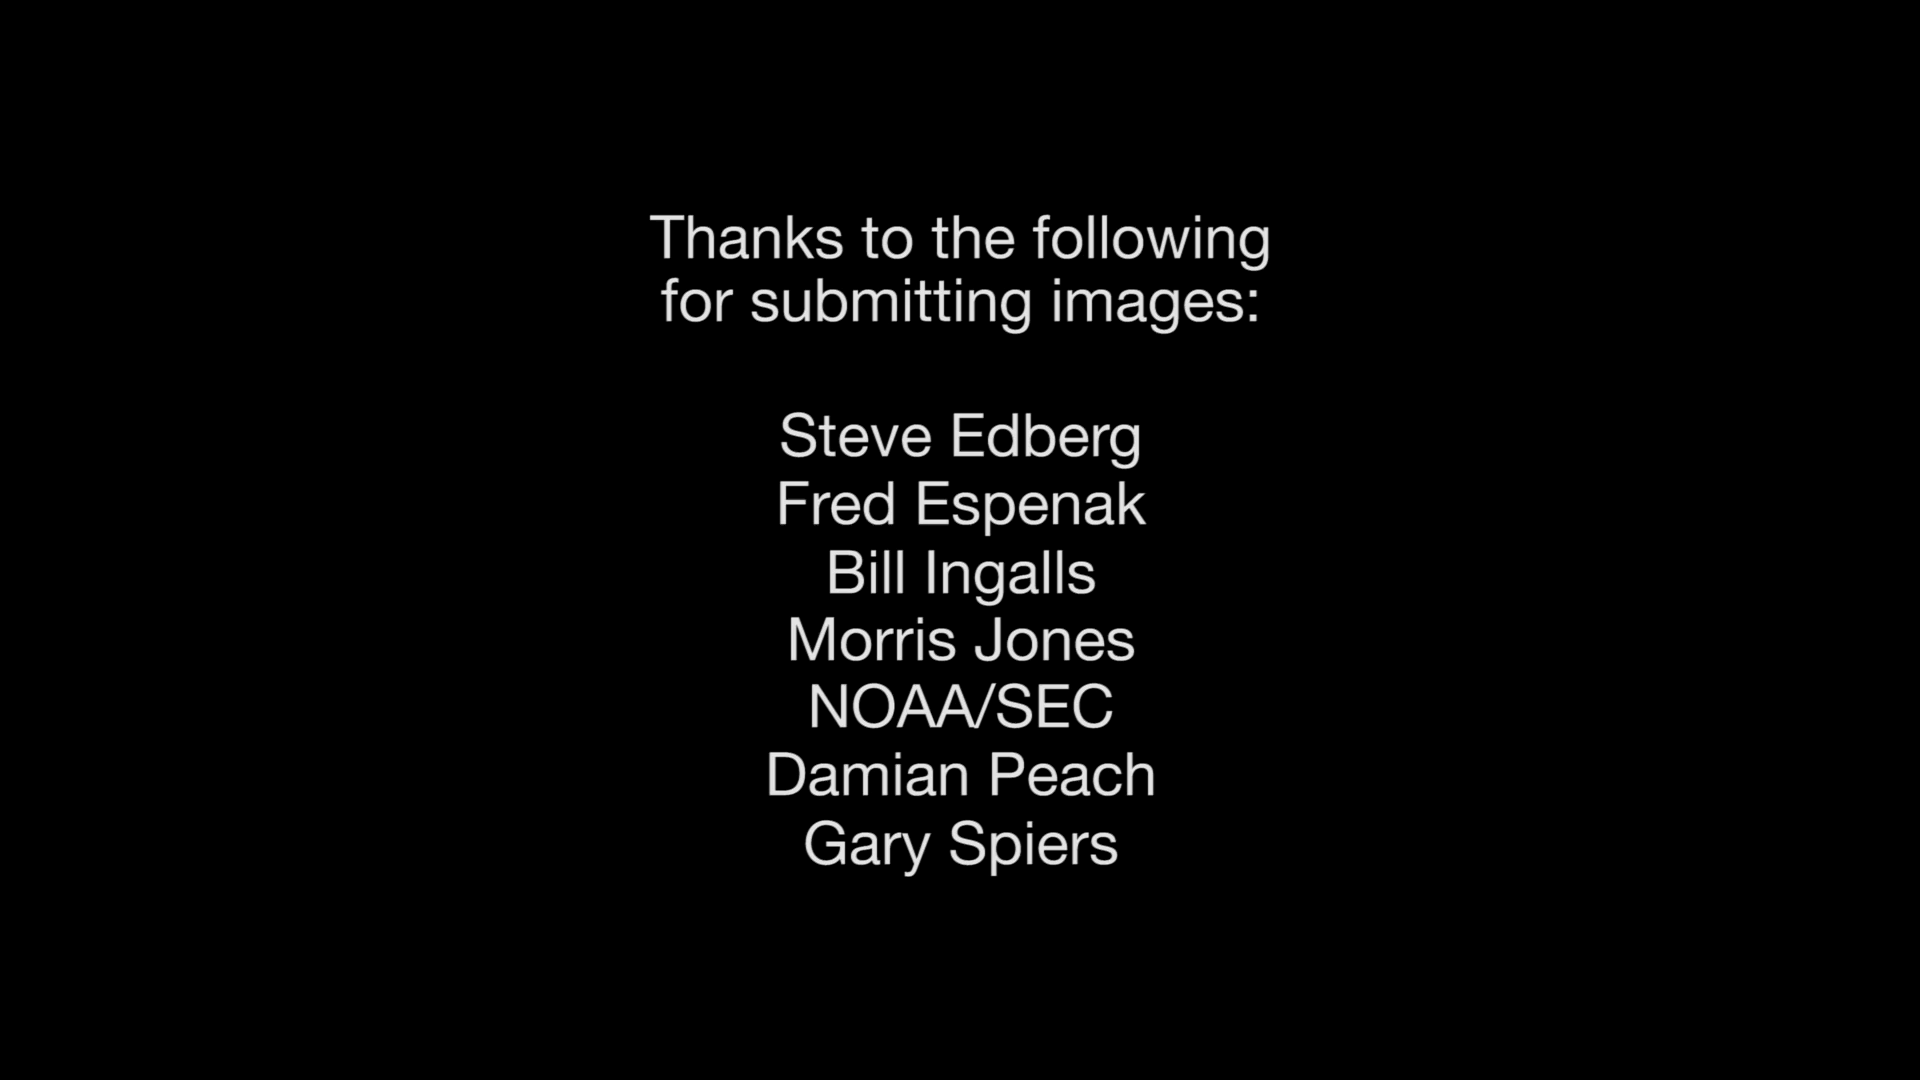 Thanks to the following
for submitting images:
Steve Edberg
Fred Espenak
Bill Ingalls
Morris Jones
NOAA/SEC
Damian Peach
Gary Spiers